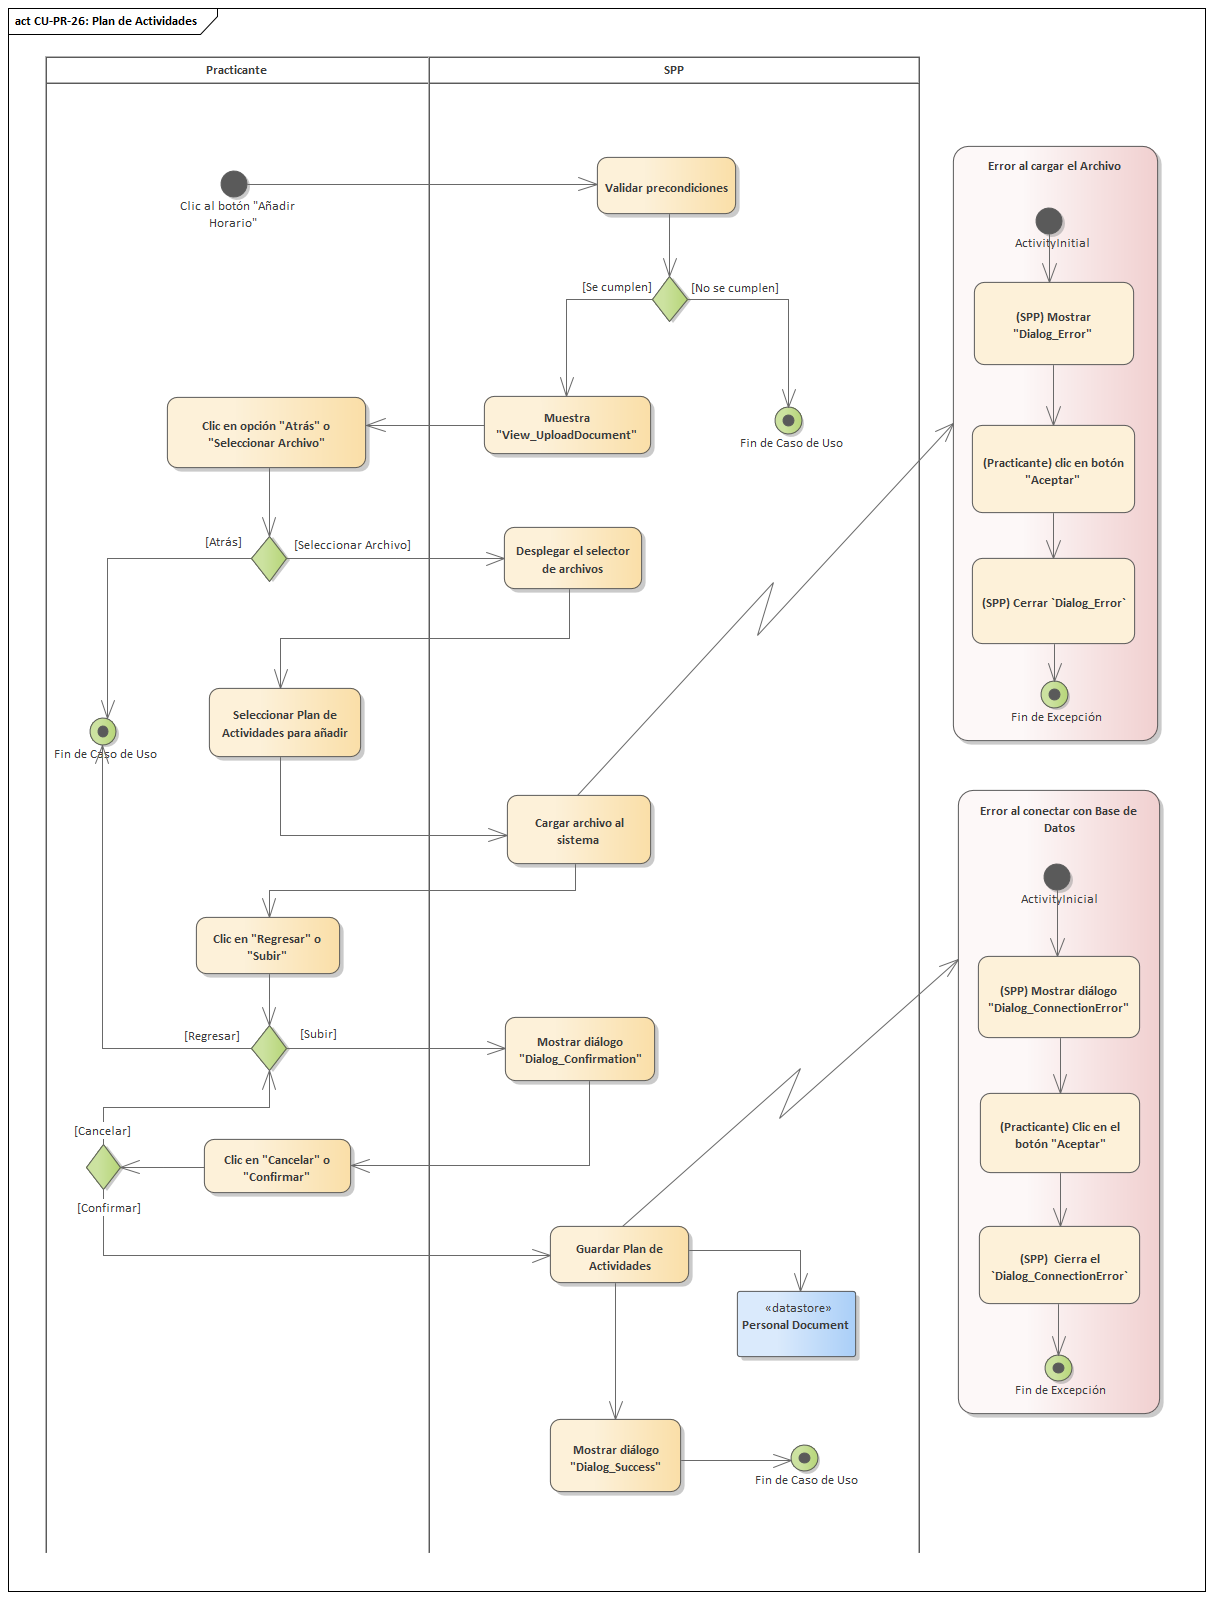 act CU-PR-26: Plan de Actividades
Practicante
SPP
Clic al botón "Añadir
Horario"
Validar precondiciones
[Se cumplen]
[No se cumplen]
Muestra
"View_UploadDocument"
Fin de Caso de Uso
Clic en opción "Atrás" o
"Seleccionar Archivo"
[Atrás]
[Seleccionar Archivo]
Desplegar el selector
de archivos
Seleccionar Plan de
Actividades para añadir
Fin de Caso de Uso
Cargar archivo al
sistema
Clic en "Regresar" o
"Subir"
[Regresar]
[Subir]
Mostrar diálogo
"Dialog_Confirmation"
[Cancelar]
Clic en "Cancelar" o
"Confirmar"
[Confirmar]
Guardar Plan de
Actividades
«datastore»
Personal Document
Mostrar diálogo
"Dialog_Success"
Fin de Caso de Uso
Error al cargar el Archivo
ActivityInitial
(SPP) Mostrar
"Dialog_Error"
(Practicante) clic en botón
"Aceptar"
(SPP) Cerrar `Dialog_Error`
Fin de Excepción
Error al conectar con Base de
Datos
ActivityInicial
(SPP) Mostrar diálogo
"Dialog_ConnectionError"
(Practicante) Clic en el
botón "Aceptar"
(SPP)  Cierra el
`Dialog_ConnectionError`
Fin de Excepción